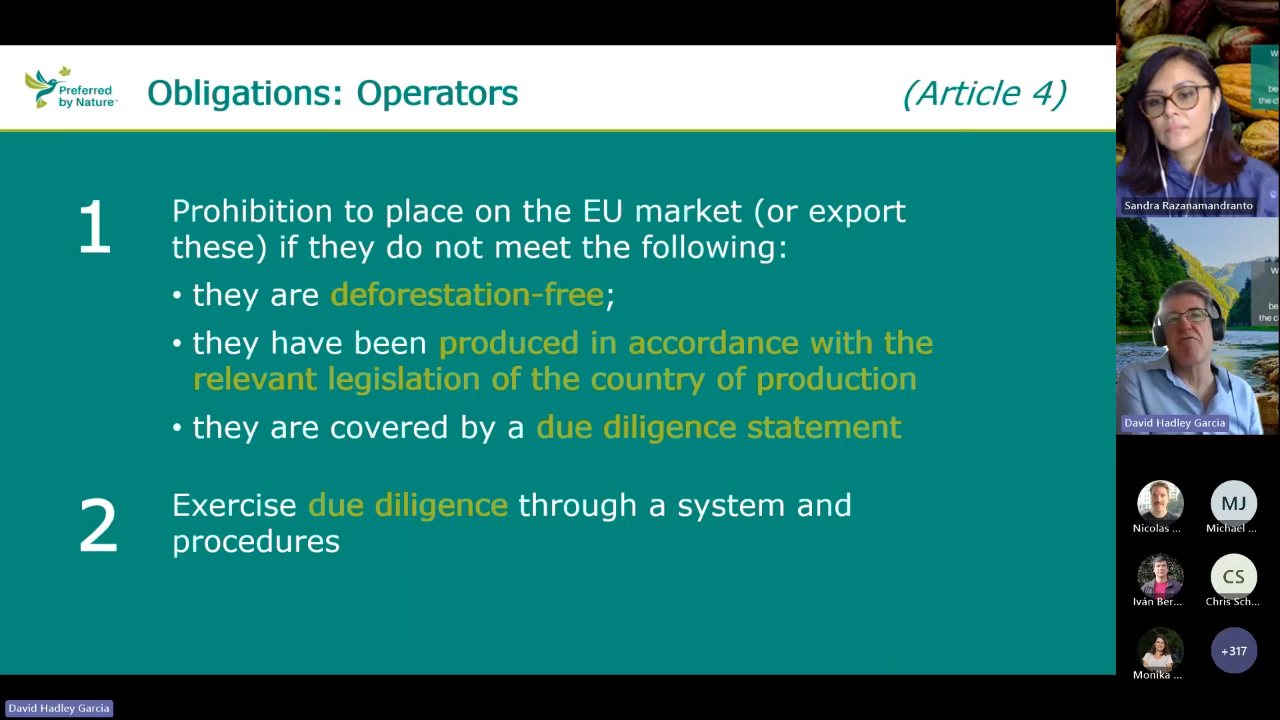 Preferred
by Nature™
Obligations: Operators
(Article 4)
1
Prohibition to place on the EU market (or export
these) if they do not meet the following:
• they are deforestation-free;
• they have been produced in accordance with the
relevant legislation of the country of production
• they are covered by a due diligence statement
2
Exercise due diligence through a system and
procedures
Sandra Razanamandranto
David Hadley Garcia
MJ
Nicolas ...
Michael ...
CS
Iván Ber...
Chris Sch...
+317
Monika ...
David Hadley Garcia